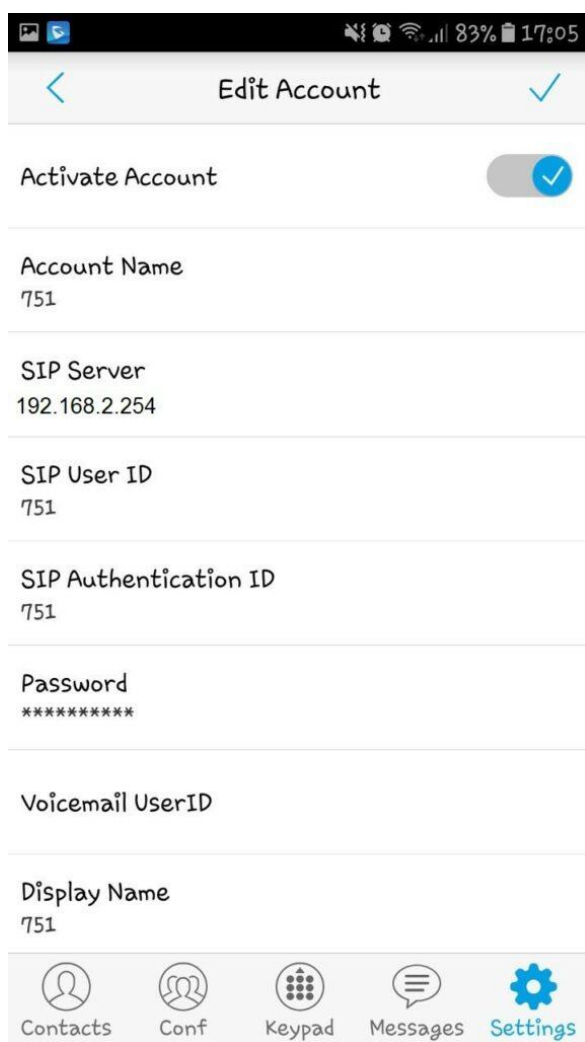 83% 17:05
Edit Account
Activate Account
Account Name
751
SIP Server
192.168.2.254
SIP User ID
751
SIP Authentication ID
751
Password
**********
Voicemail UserID
Display Name
751
Contacts Conf Keypad Messages Settings